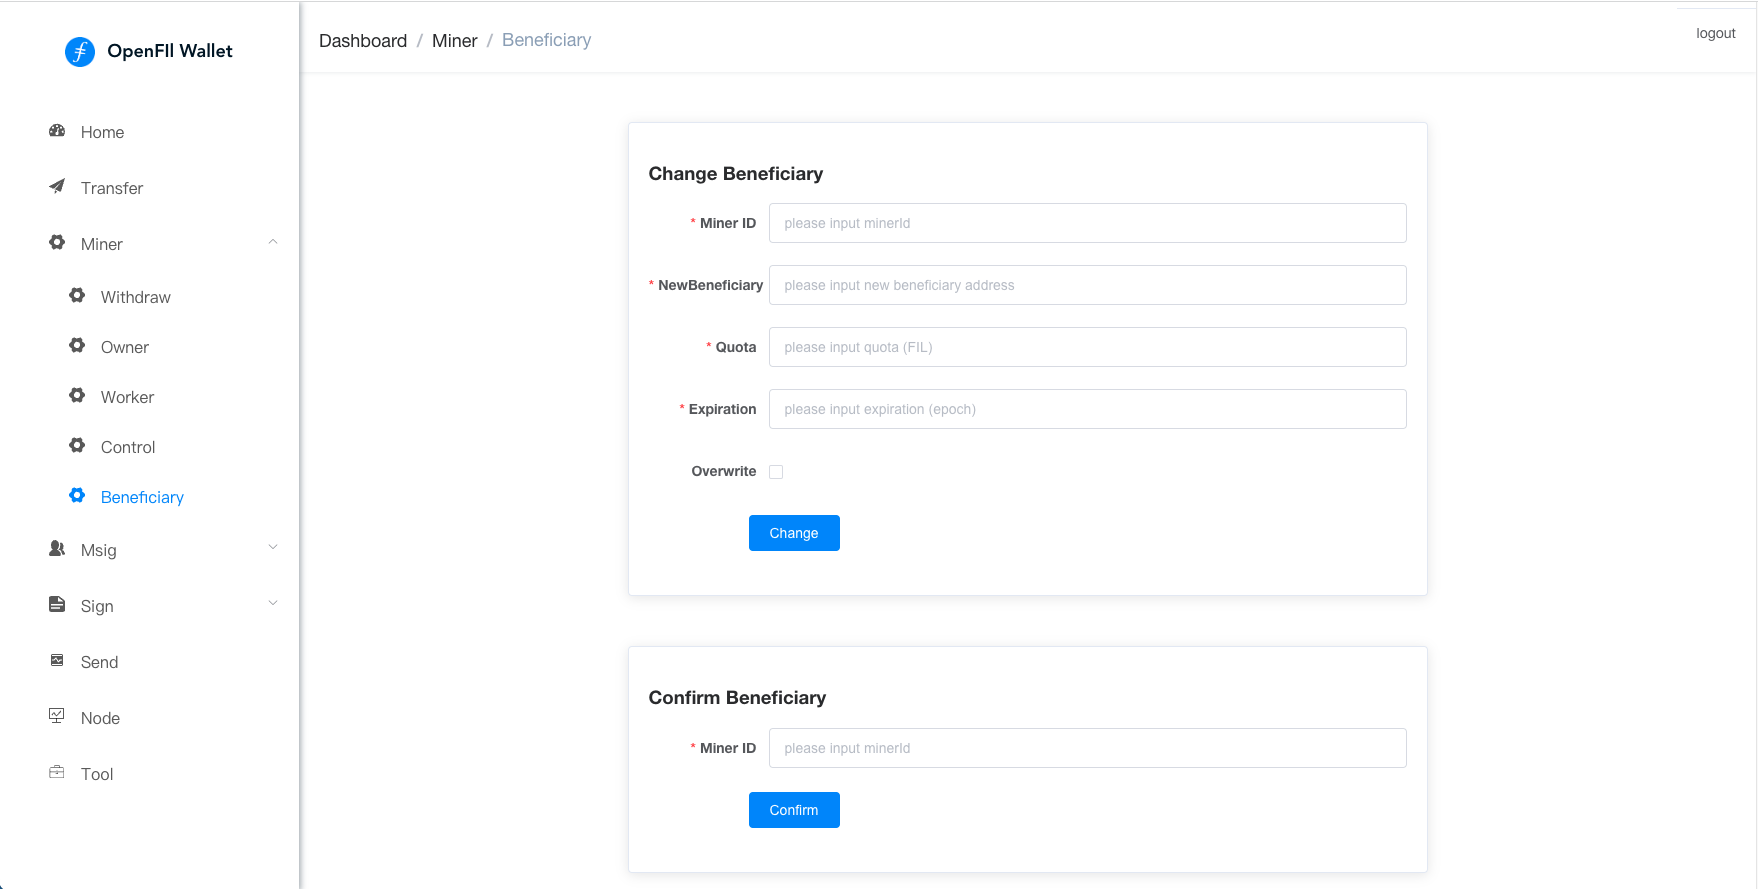 OpenFIl Wallet
Home
Transfer
Miner
Withdraw
Owner
Worker
Control
Beneficiary
Msig
Sign
Send
Node
Tool
Dashboard / Miner / Beneficiary
logout
Change Beneficiary
* Miner ID please input minerId
* NewBeneficiary please input new beneficiary address
* Quota please input quota (FIL)
* Expiration please input expiration (epoch)
Overwrite
Change
Confirm Beneficiary
* Miner ID please input minerId
Confirm